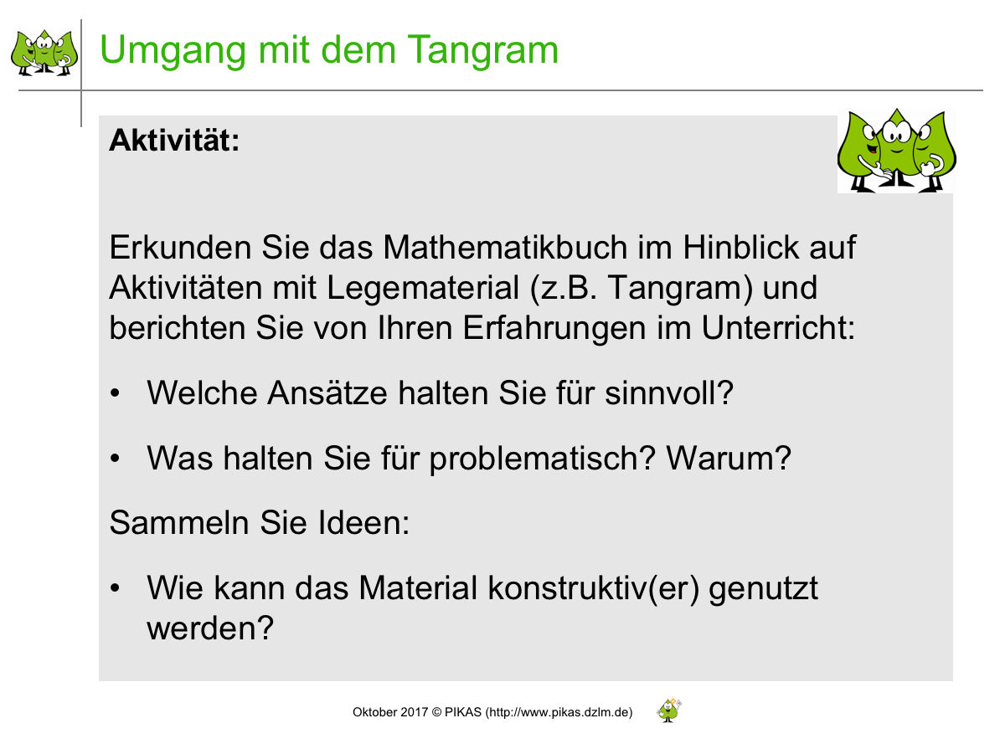 Umgang mit dem Tangram
Aktivität:
Erkunden Sie das Mathematikbuch im Hinblick auf
Aktivitäten mit Legematerial (z.B. Tangram) und
berichten Sie von Ihren Erfahrungen im Unterricht:
• Welche Ansätze halten Sie für sinnvoll?
• Was halten Sie für problematisch? Warum?
Sammeln Sie Ideen:
• Wie kann das Material konstruktiv(er) genutzt
werden?
Oktober 2017 © PIKAS (http://www.pikas.dzlm.de)